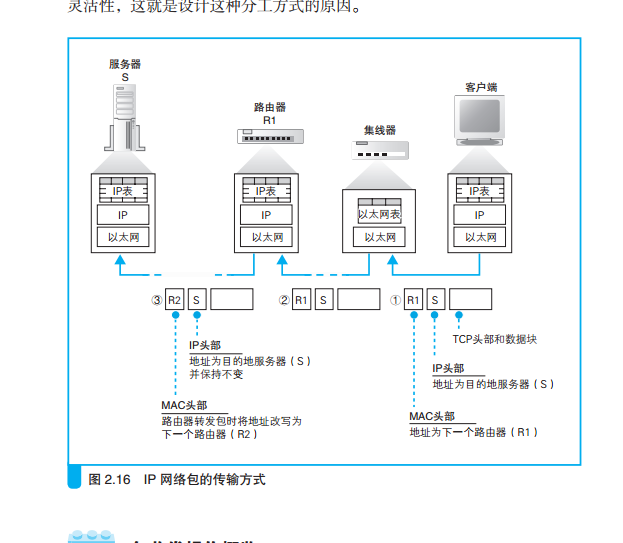 灵活性，这就是设计这种分工方式的原因。
服务器
S
路由器
R1
集线器
客户端
IP表
IP
以太网
IP表
IP
以太网
以太网表
以太网
IP表
IP
以太网
③ R2 S
② R1 S
① R1 S
IP头部
地址为目的地服务器（S）
并保持不变
MAC头部
路由器转发包时将地址改写为
下一个路由器（R2）
TCP头部和数据块
IP头部
地址为目的地服务器（S）
MAC头部
地址为下一个路由器（R1）
图 2.16 IP 网络包的传输方式